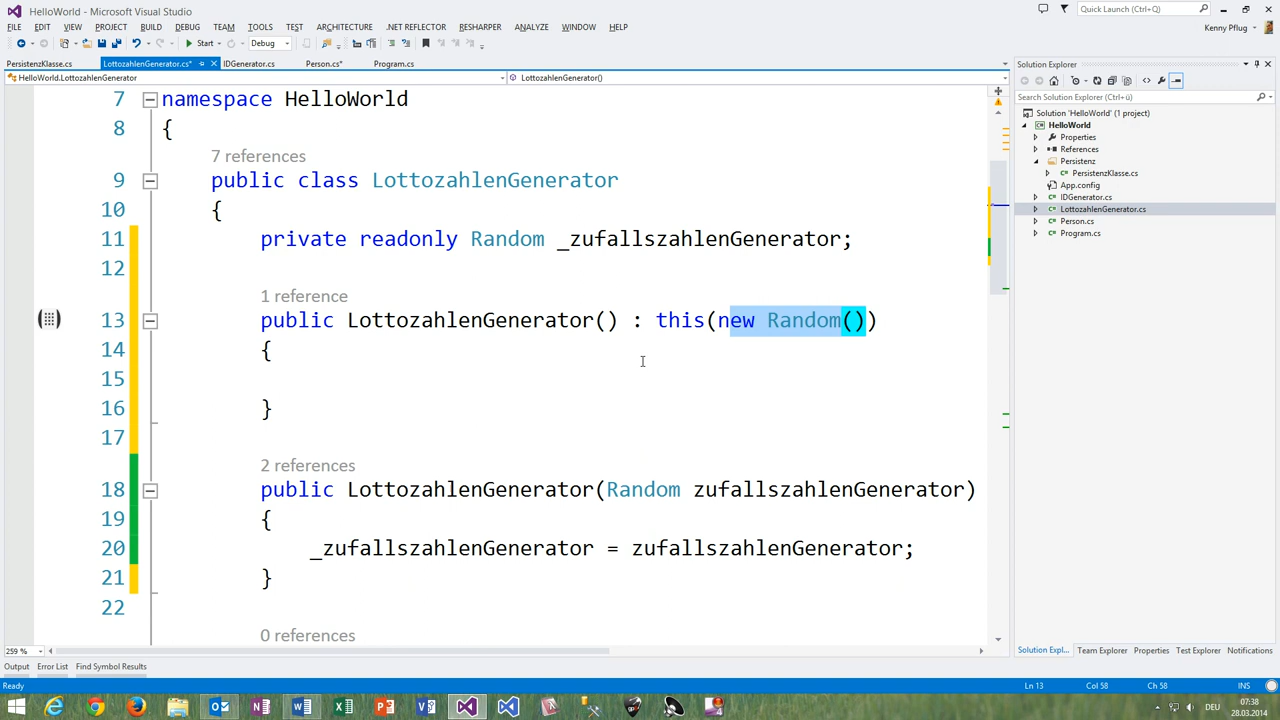 HelloWorld - Microsoft Visual Studio
Quick Launch (Ctrl+Q)
FILE EDIT VIEW PROJECT BUILD DEBUG TEAM TOOLS TEST ARCHITECTURE .NET REFLECTOR RESHARPER ANALYZE WINDOW HELP
Kenny Pflug
Start Debug
PersistenzKlasse.cs LottozahlenGenerator.cs* IDGenerator.cs Person.cs* Program.cs
HelloWorld.LottozahlenGenerator LottozahlenGenerator()
7 namespace HelloWorld
8 {
7 references
9 public class LottozahlenGenerator
10 {
11 private readonly Random _zufallszahlenGenerator;
12
1 reference
13 public LottozahlenGenerator() : this(new Random())
14 {
15
16 }
17
2 references
18 public LottozahlenGenerator(Random zufallszahlenGenerator)
19 {
20 _zufallszahlenGenerator = zufallszahlenGenerator;
21 }
22
0 references
259 %
Solution Explorer
Search Solution Explorer (Ctrl+ü)
Solution 'HelloWorld' (1 project)
HelloWorld
Properties
References
Persistenz
PersistenzKlasse.cs
App.config
IDGenerator.cs
LottozahlenGenerator.cs
Person.cs
Program.cs
Solution Expl... Team Explorer Properties Test Explorer Notifications
Output Error List Find Symbol Results
Ready Ln 13 Col 58 Ch 58 INS
DEU
07:38
28.03.2014